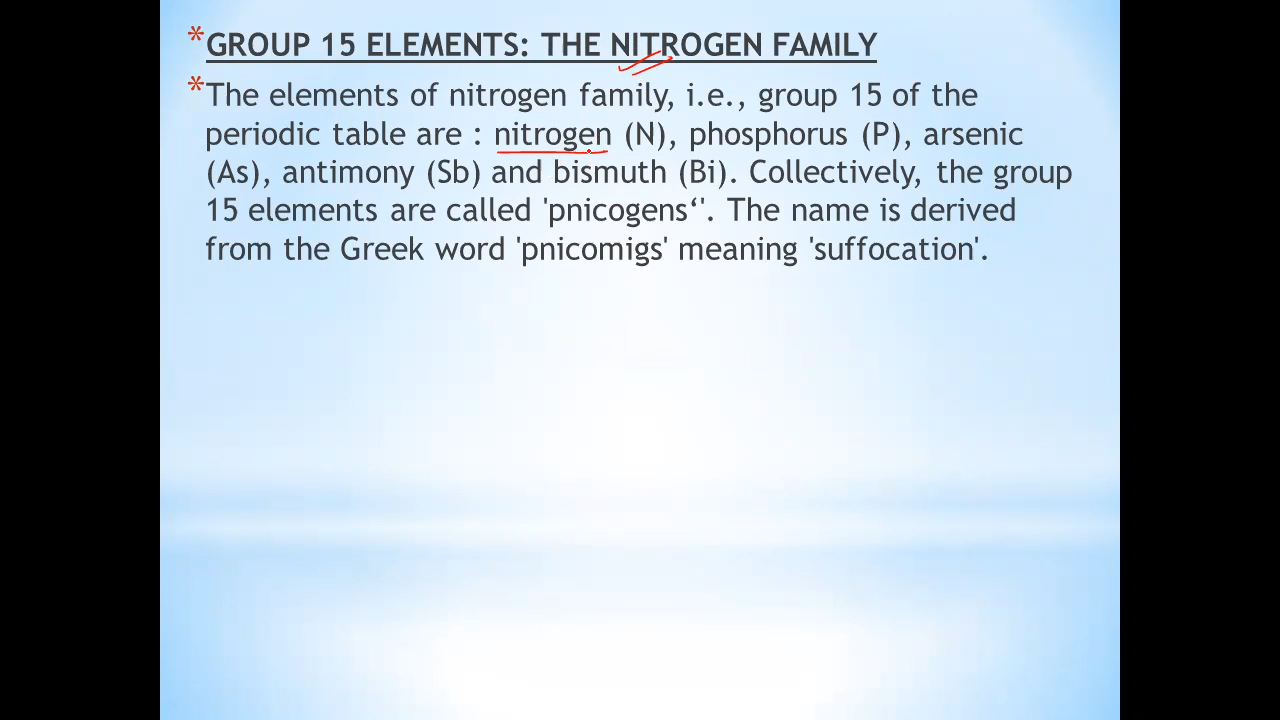 *GROUP 15 ELEMENTS: THE NITROGEN FAMILY
*The elements of nitrogen family, i.e., group 15 of the
periodic table are : nitrogen (N), phosphorus (P), arsenic
(As), antimony (Sb) and bismuth (Bi). Collectively, the group
15 elements are called 'pnicogens‘'. The name is derived
from the Greek word 'pnicomigs' meaning 'suffocation'.